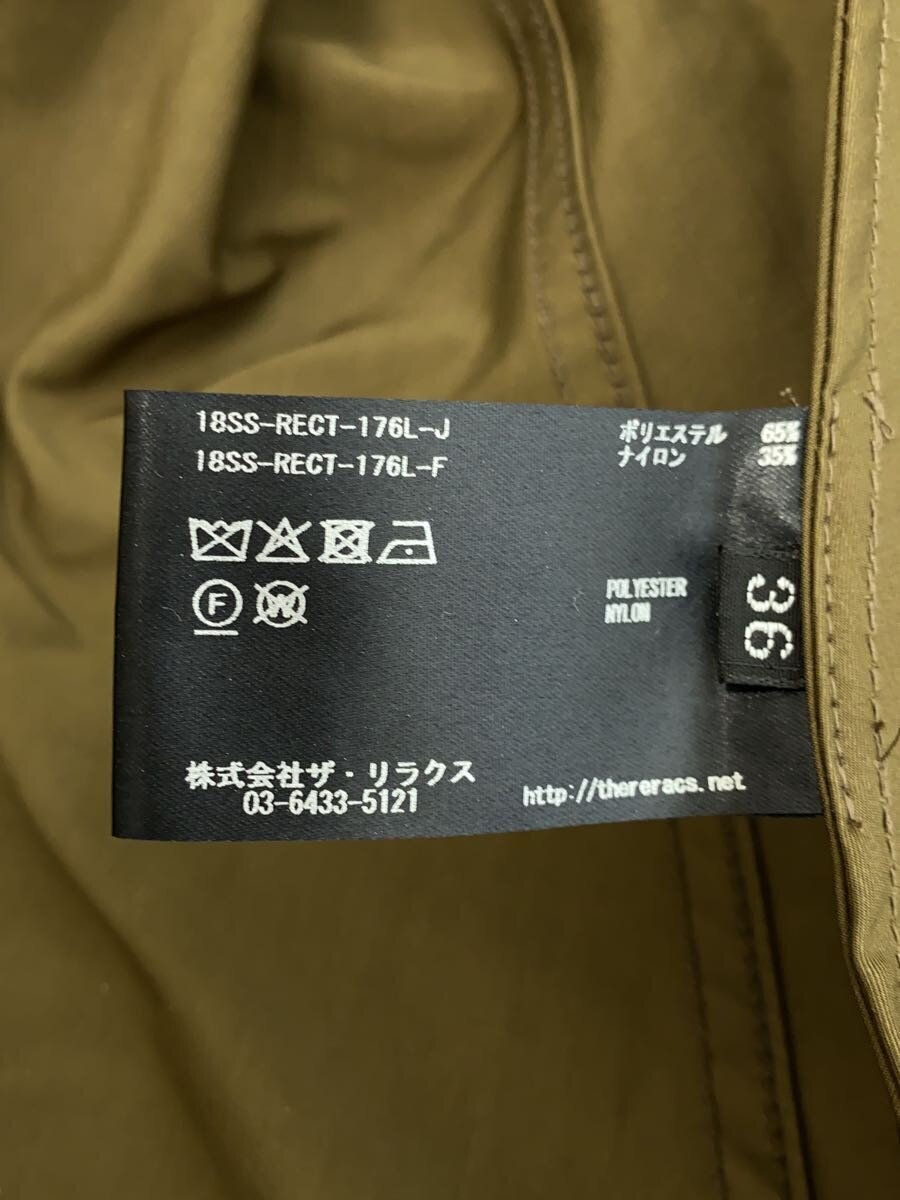 18SS-RECT-176L-J
18SS-RECT-176L-F
ポリエステル 65%
ナイロン 35%
F
W
POLYESTER
NYLON
36
株式会社ザ・リラクス
03-6433-5121
http://thereracs.net